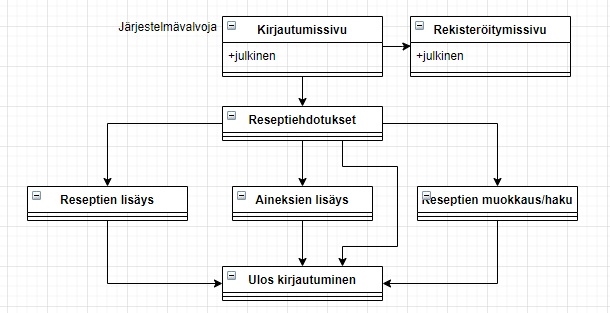 Järjestelmävalvoja
Kirjautumissivu
+julkinen
Rekisteröitymissivu
+julkinen
Reseptiehdotukset
Reseptien lisäys
Aineksien lisäys
Reseptien muokkaus/haku
Ulos kirjautuminen